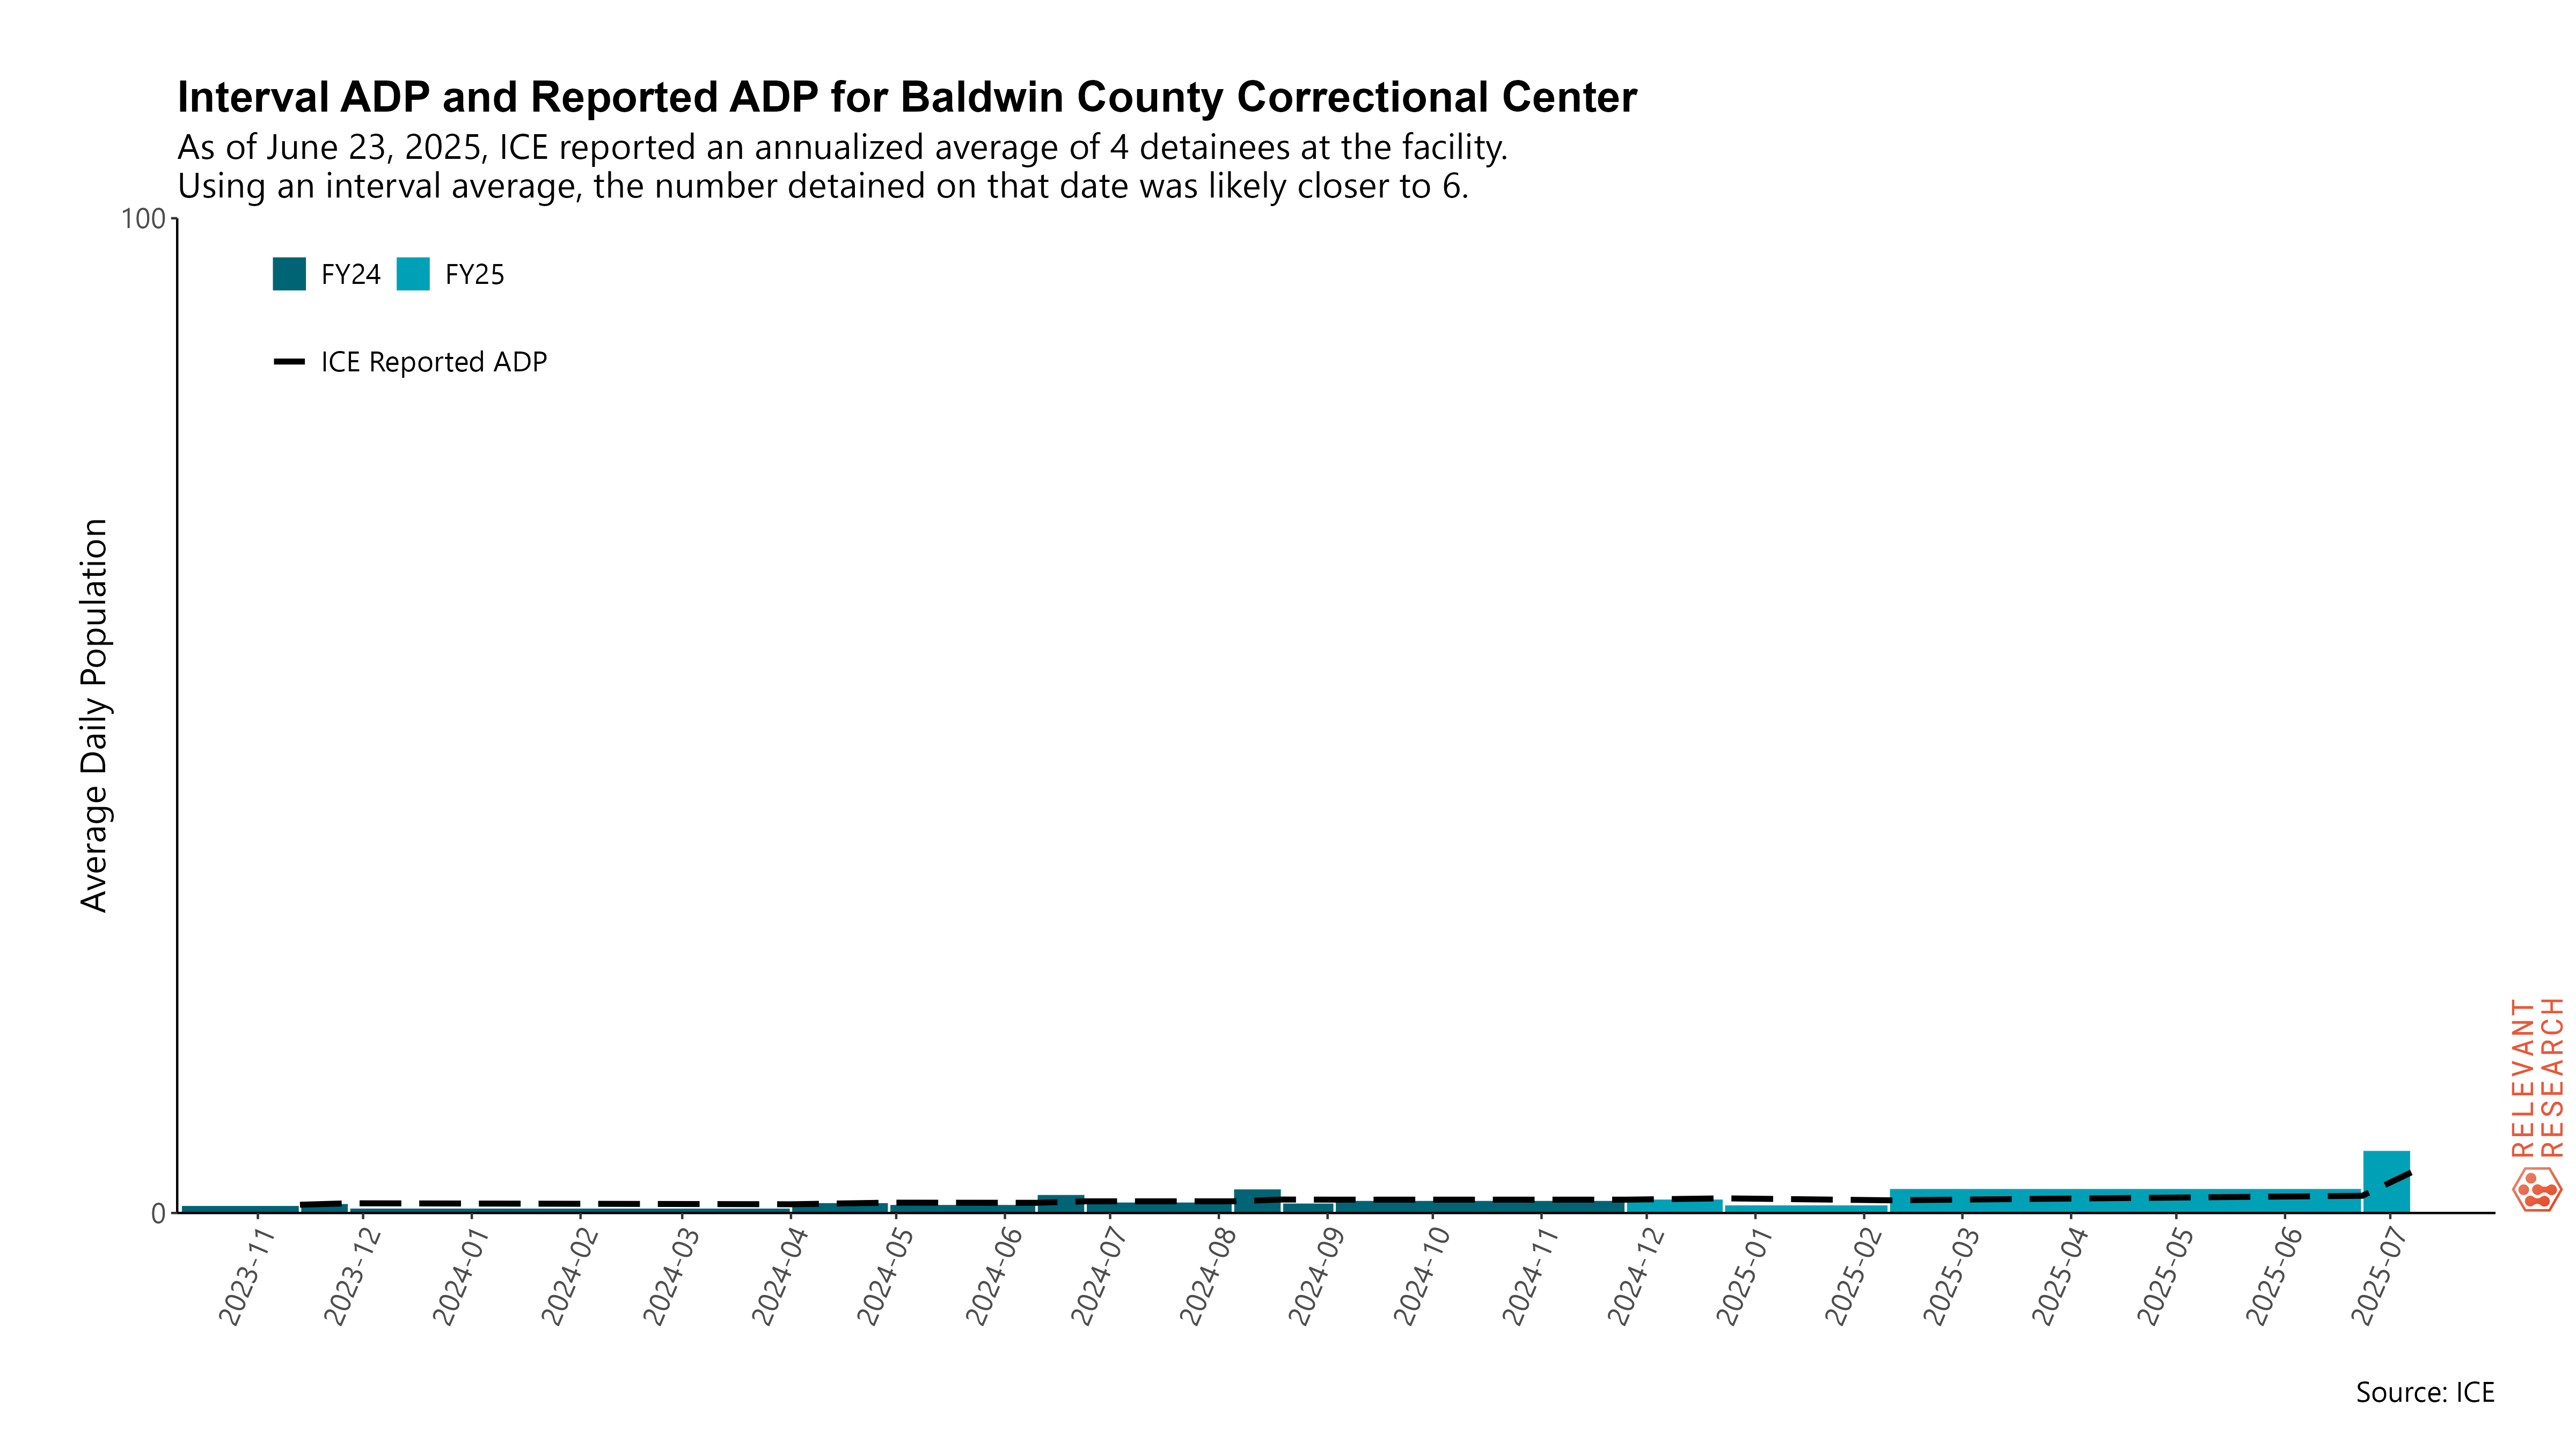 Interval ADP and Reported ADP for Baldwin County Correctional Center
As of June 23, 2025, ICE reported an annualized average of 4 detainees at the facility.
Using an interval average, the number detained on that date was likely closer to 6.
100
FY24
FY25
ICE Reported ADP
Average Daily Population
0
2023-11
2023-12
2024-01
2024-02
2024-03
2024-04
2024-05
2024-06
2024-07
2024-08
2024-09
2024-10
2024-11
2024-12
2025-01
2025-02
2025-03
2025-04
2025-05
2025-06
2025-07
RELEVANT
RESEARCH
Source: ICE